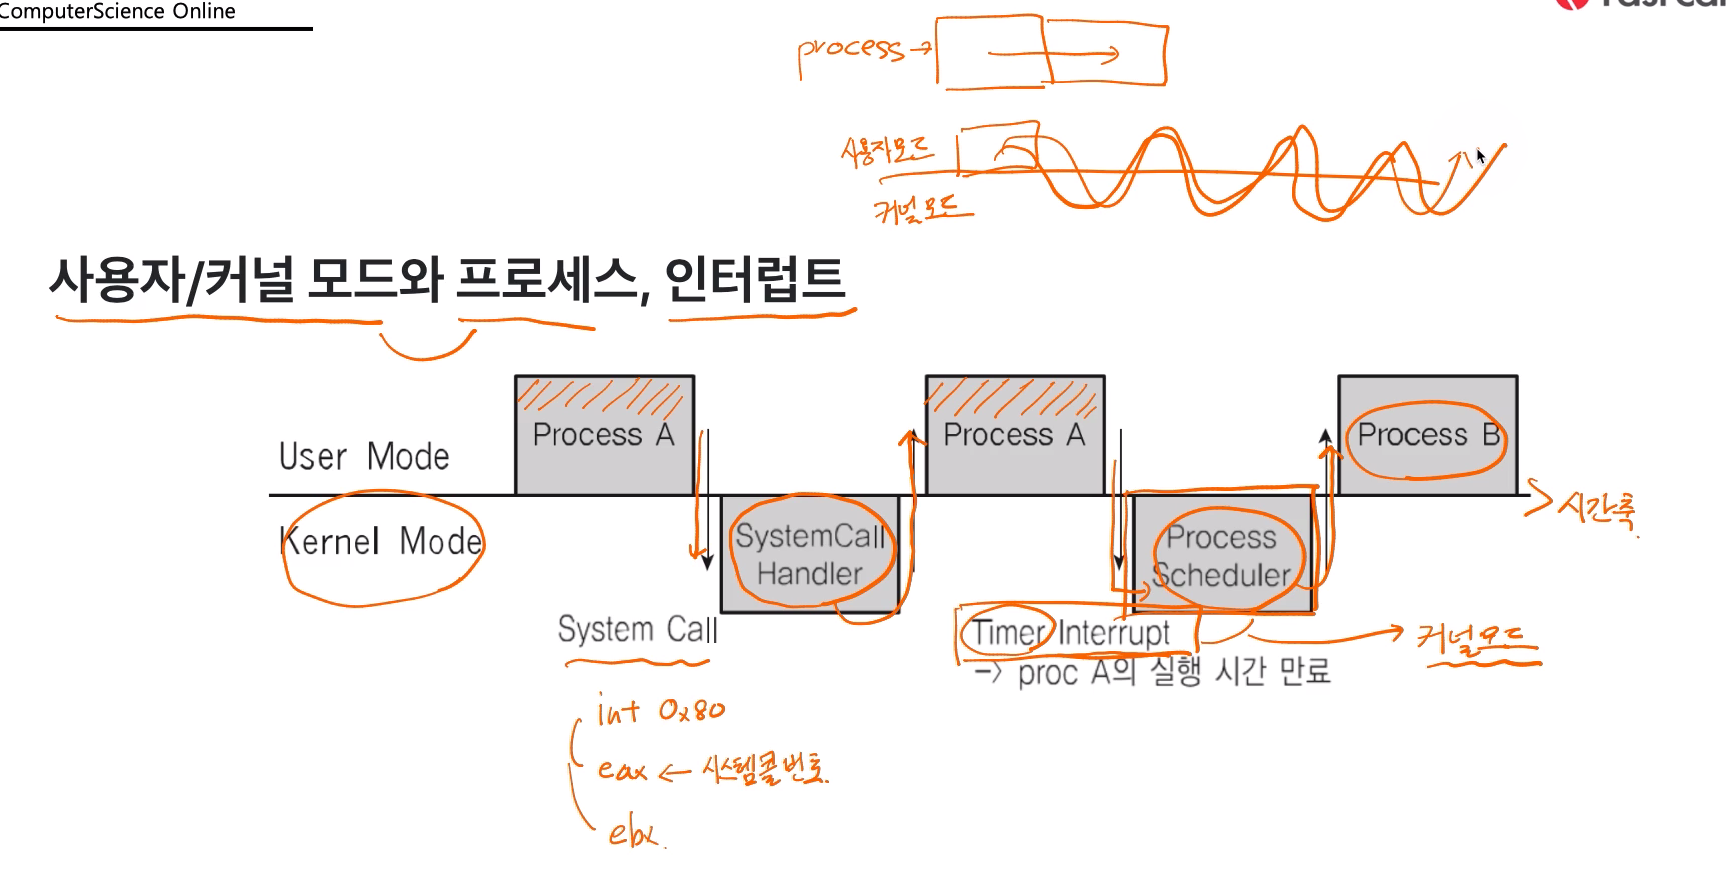 ComputerScience Online
process →
사용자모드
커널모드
사용자/커널 모드와 프로세스, 인터럽트
Process A
Process A
Process B
User Mode
시간축.
Kernel Mode
SystemCall
Handler
Process
Scheduler
System Call
Timer Interrupt
-> proc A의 실행 시간 만료
커널모드
int 0x80
eax ← 시스템콜번호.
ebx.